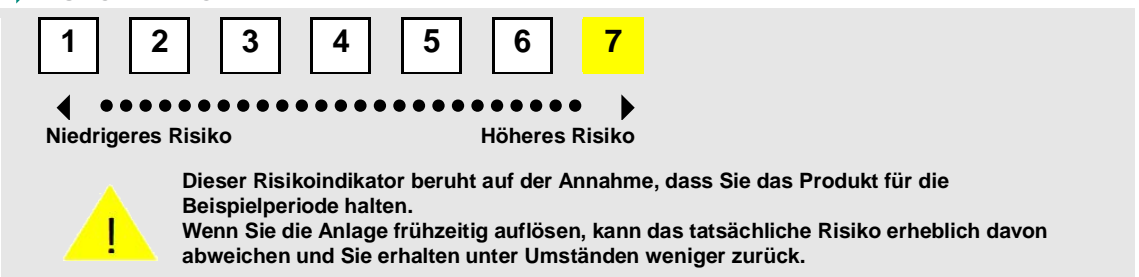 1 2 3 4 5 6 7
Niedrigeres Risiko Höheres Risiko
Dieser Risikoindikator beruht auf der Annahme, dass Sie das Produkt für die
Beispielperiode halten.
! Wenn Sie die Anlage frühzeitig auflösen, kann das tatsächliche Risiko erheblich davon
abweichen und Sie erhalten unter Umständen weniger zurück.